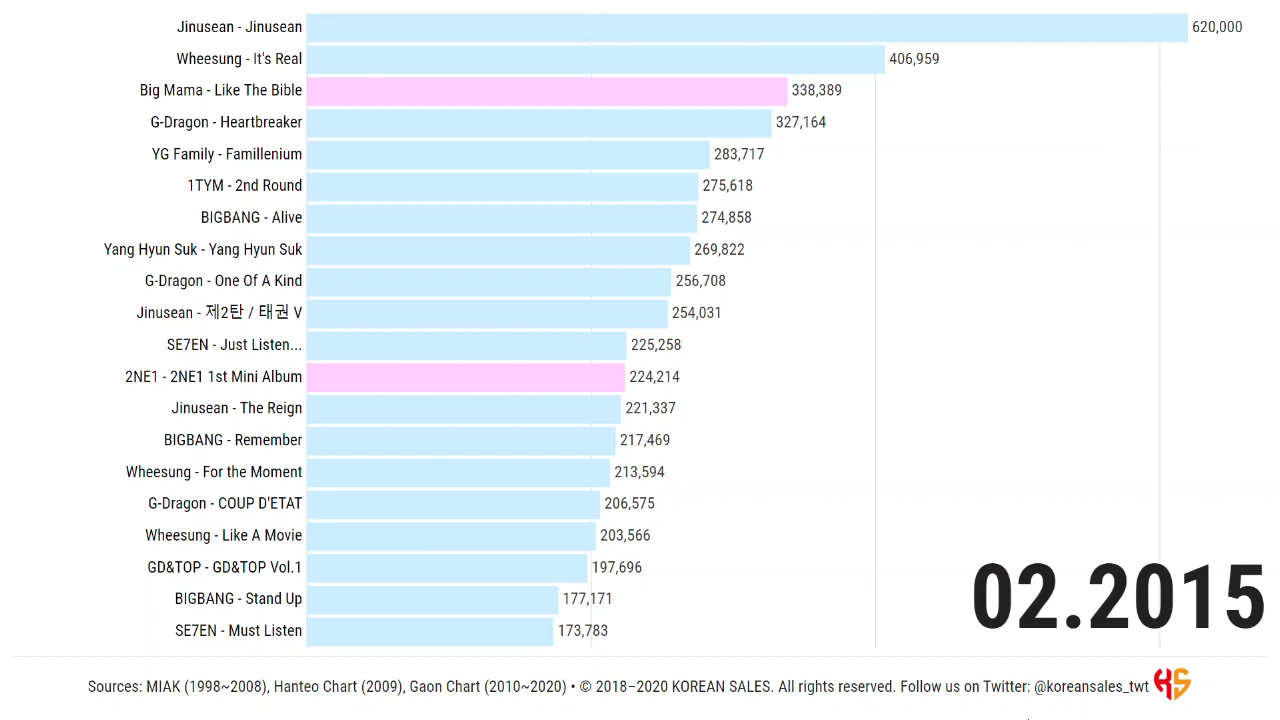 Jinusean - Jinusean 620,000
Wheesung - It's Real 406,959
Big Mama - Like The Bible 338,389
G-Dragon - Heartbreaker 327,164
YG Family - Famillenium 283,717
1TYM - 2nd Round 275,618
BIGBANG - Alive 274,858
Yang Hyun Suk - Yang Hyun Suk 269,822
G-Dragon - One Of A Kind 256,708
Jinusean - 제2탄 / 태권 V 254,031
SE7EN - Just Listen... 225,258
2NE1 - 2NE1 1st Mini Album 224,214
Jinusean - The Reign 221,337
BIGBANG - Remember 217,469
Wheesung - For the Moment 213,594
G-Dragon - COUP D'ETAT 206,575
Wheesung - Like A Movie 203,566
GD&TOP - GD&TOP Vol.1 197,696
BIGBANG - Stand Up 177,171
SE7EN - Must Listen 173,783
02.2015
Sources: MIAK (1998~2008), Hanteo Chart (2009), Gaon Chart (2010~2020) • © 2018–2020 KOREAN SALES. All rights reserved. Follow us on Twitter: @koreansales_twt KS